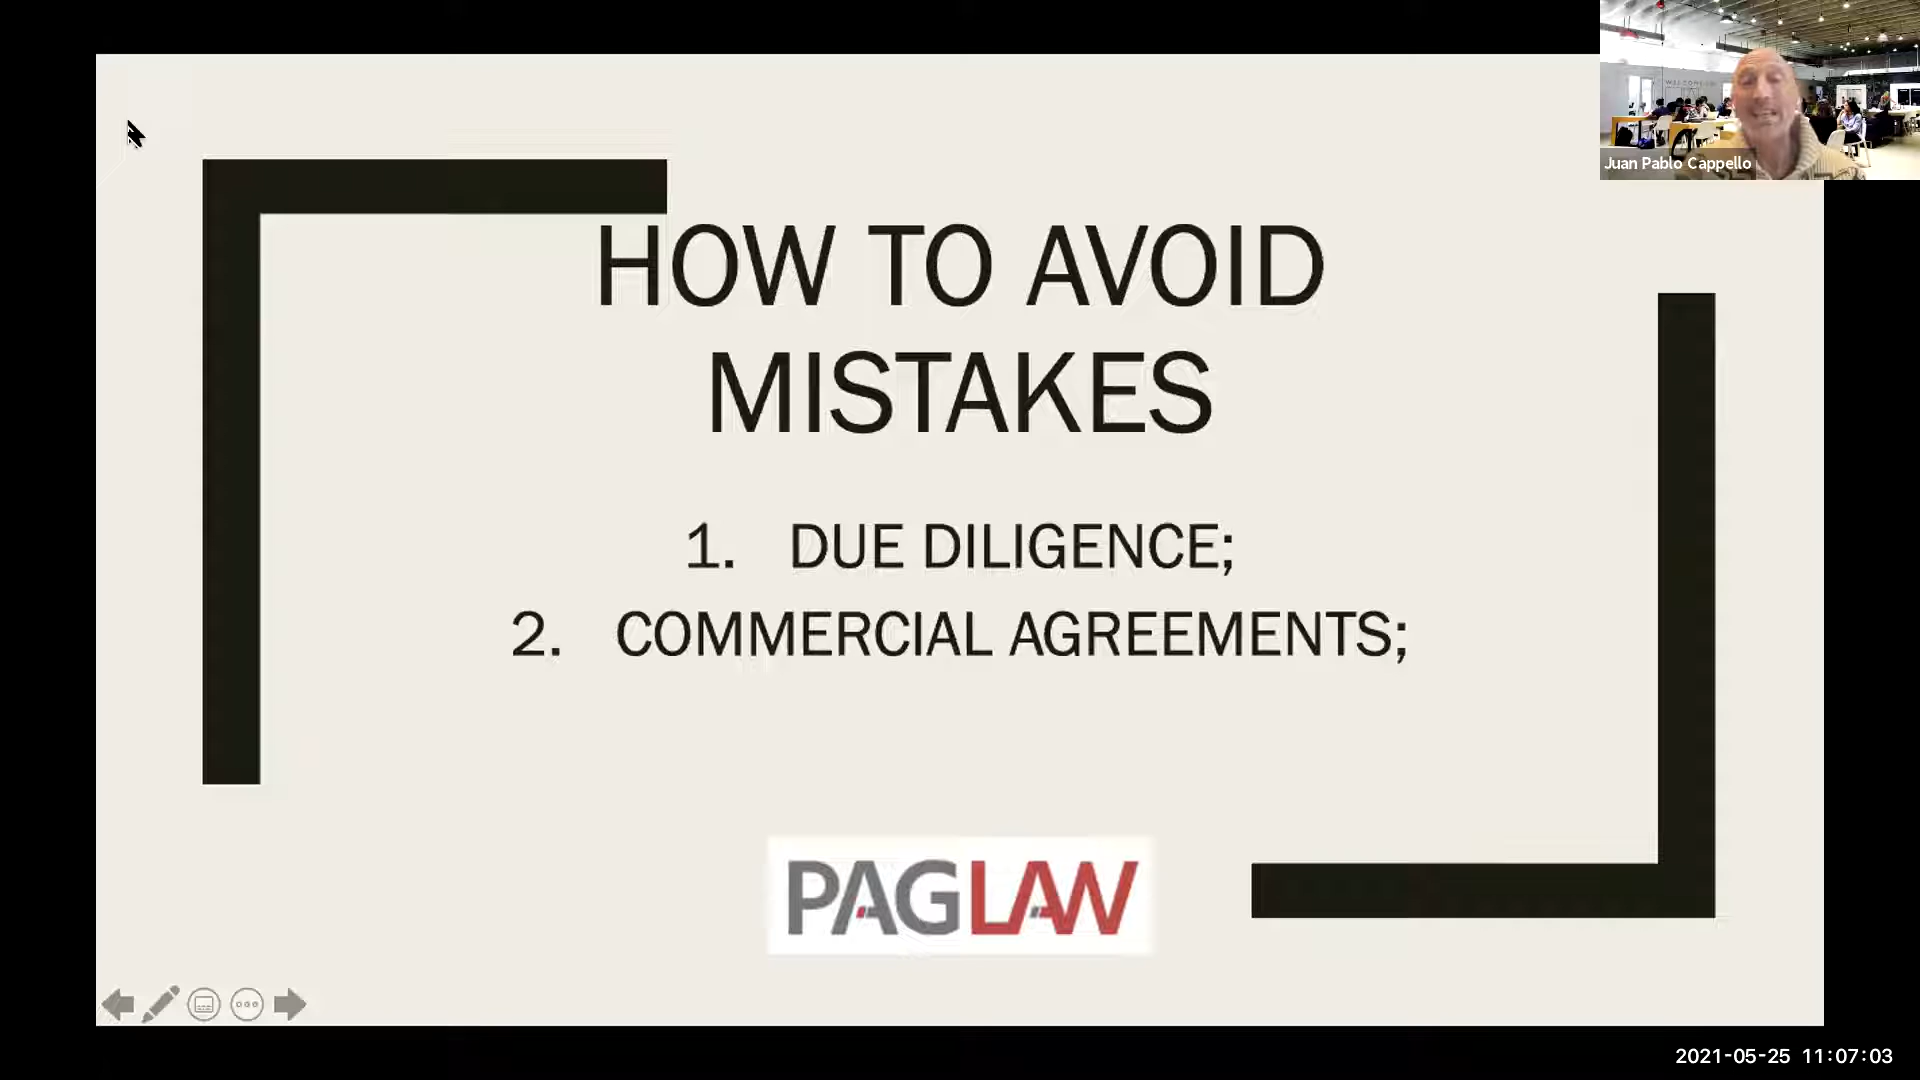 HOW TO AVOID
MISTAKES
1. DUE DILIGENCE;
2. COMMERCIAL AGREEMENTS;
PAGLAW
WELCOME
Juan Pablo Cappello
2021-05-25 11:07:03